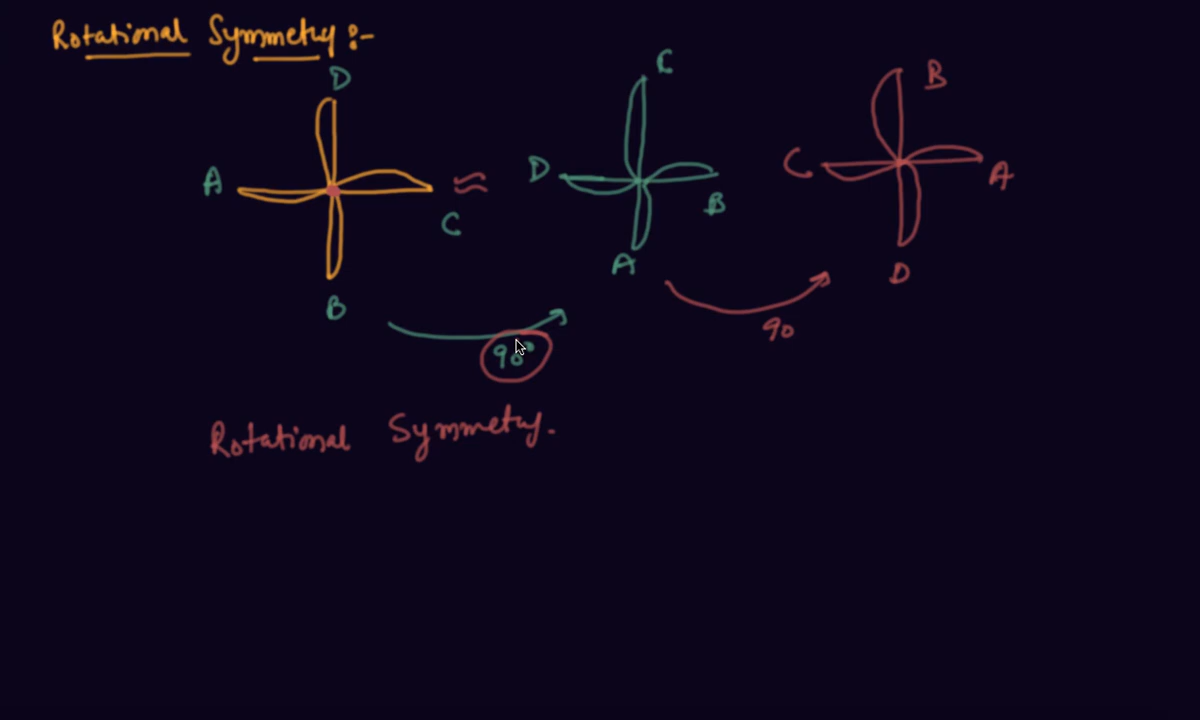 Rotational Symmetry :-
D
A
C
B
≈
C
D
B
A
B
C
A
D
90°
90
Rotational Symmetry.